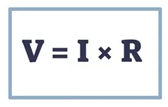 V = I × R